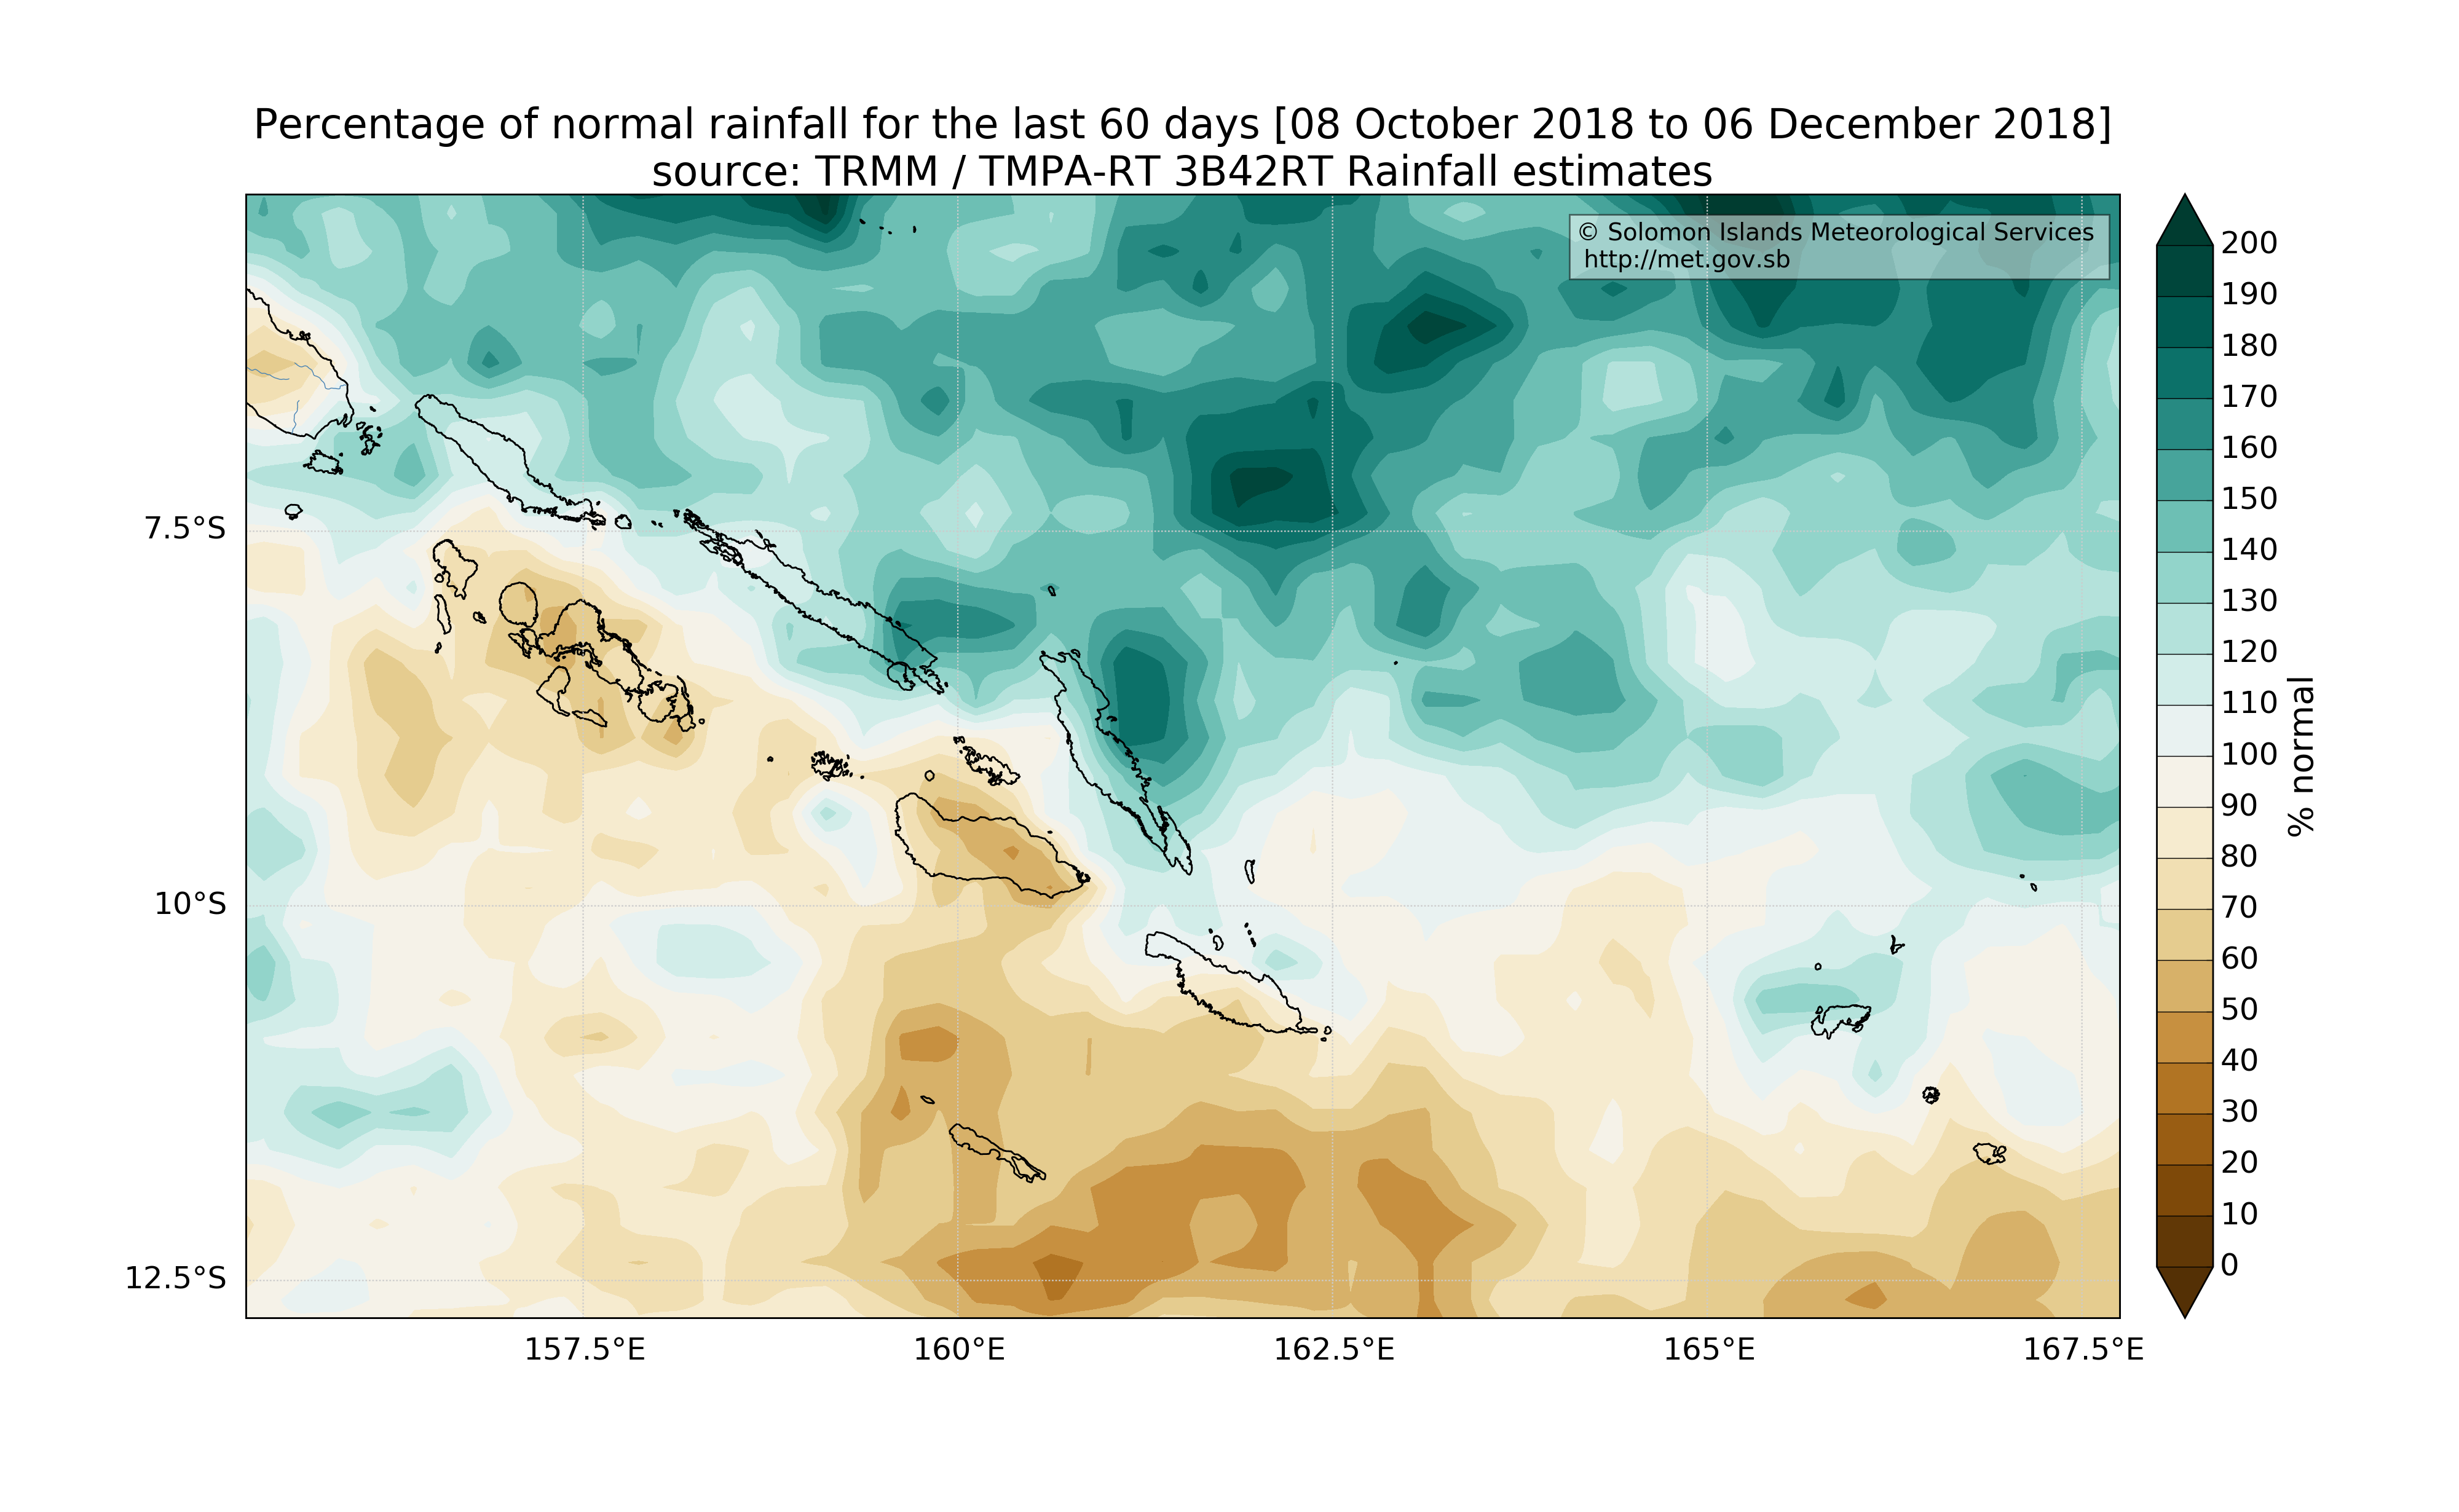 Percentage of normal rainfall for the last 60 days [08 October 2018 to 06 December 2018]
source: TRMM / TMPA-RT 3B42RT Rainfall estimates
© Solomon Islands Meteorological Services
http://met.gov.sb
7.5°S
10°S
12.5°S
157.5°E
160°E
162.5°E
165°E
167.5°E
200
190
180
170
160
150
140
130
120
110
100
90
80
70
60
50
40
30
20
10
0
% normal